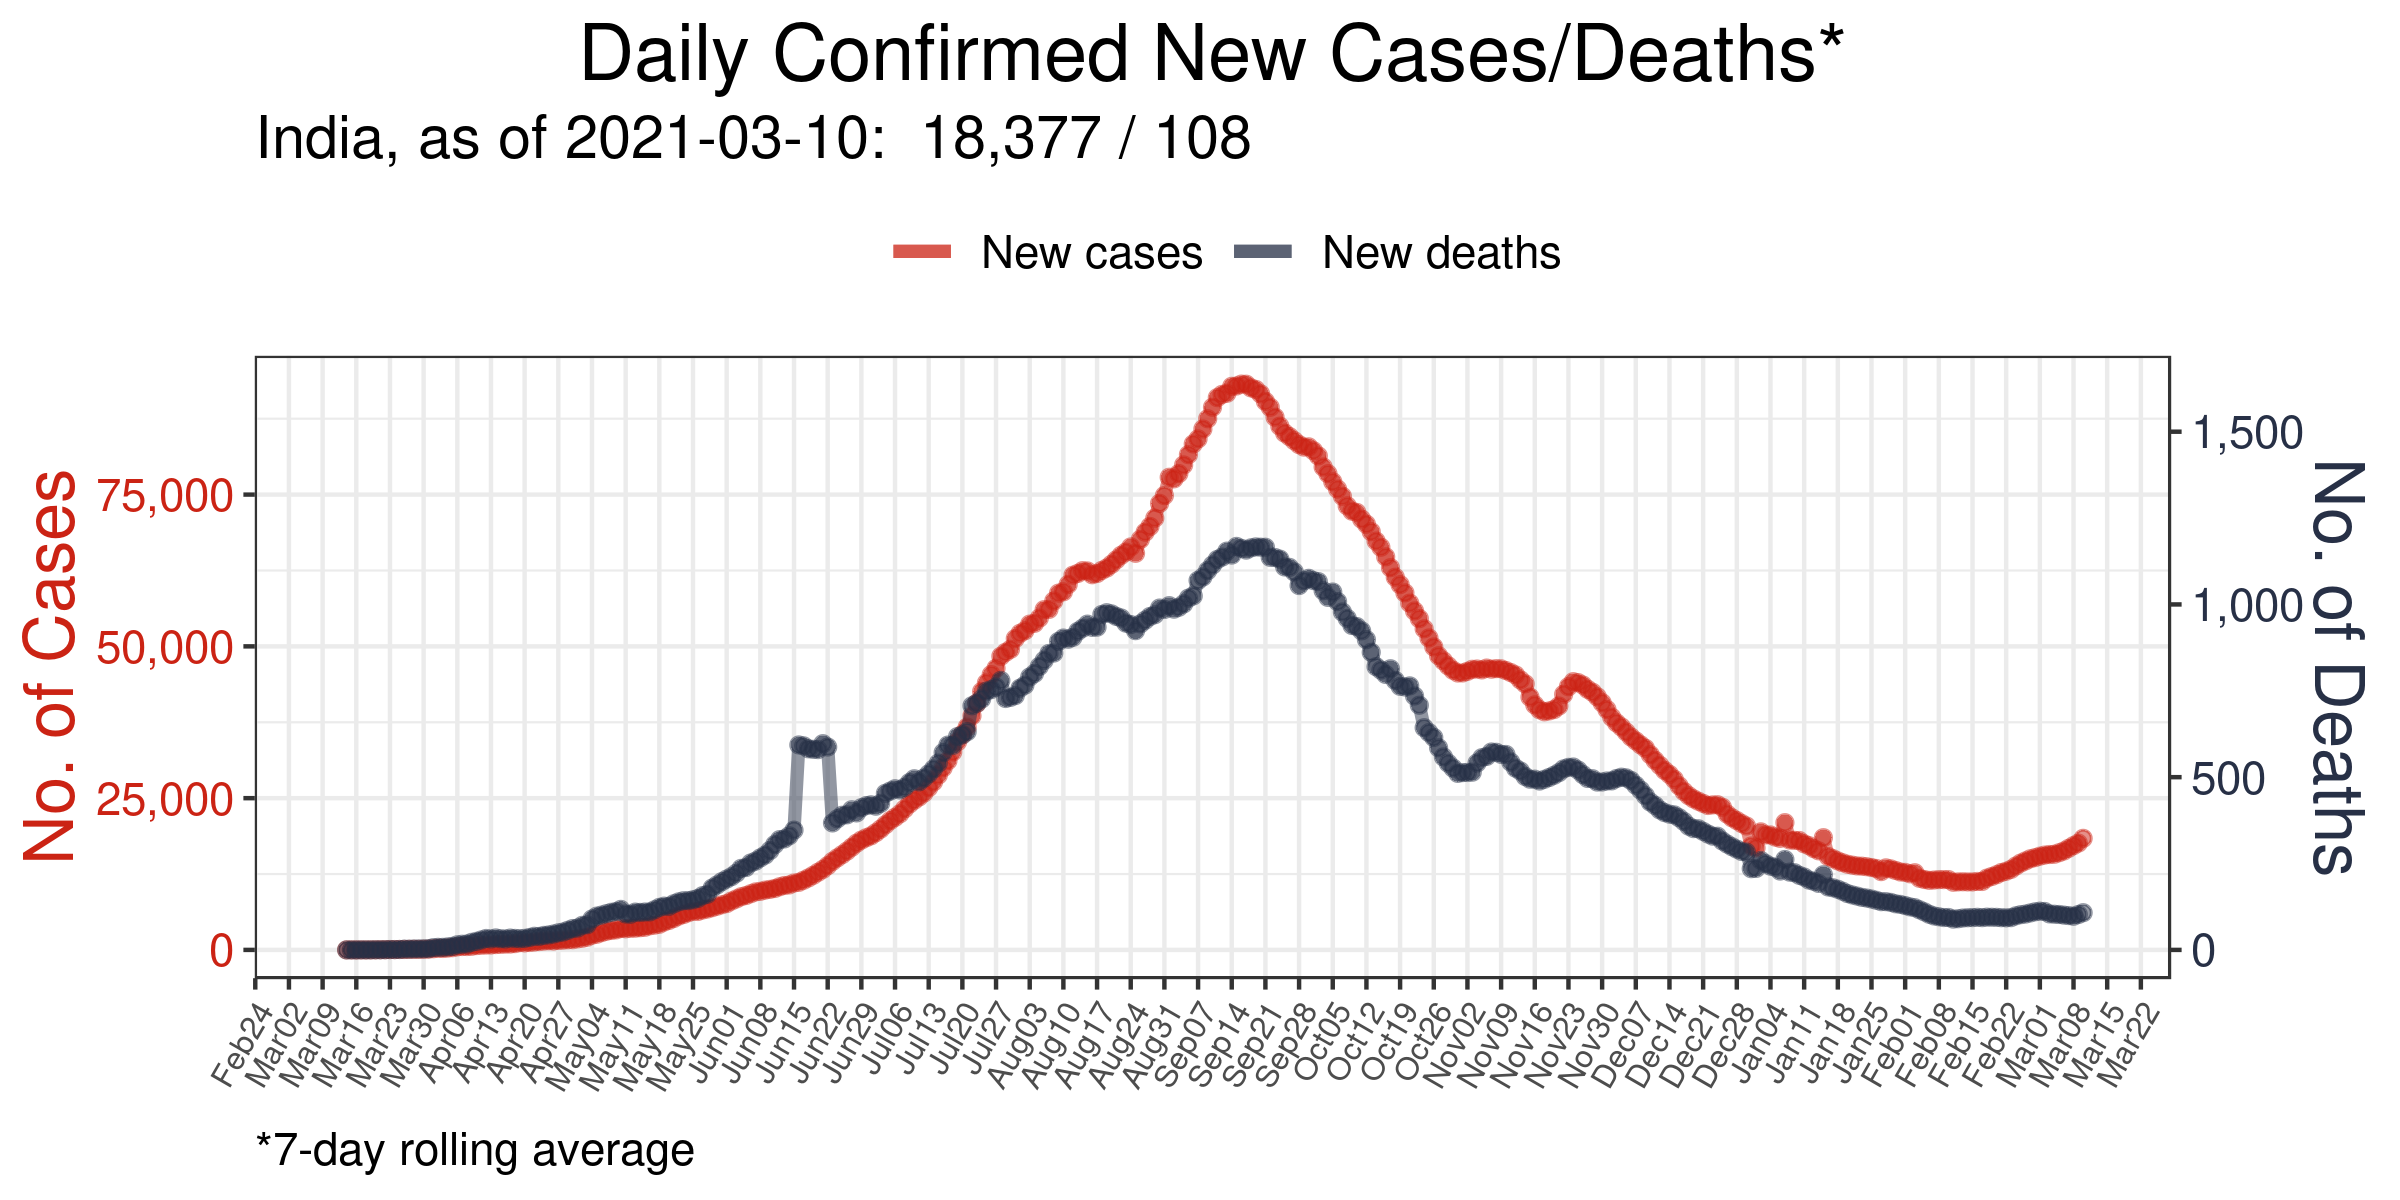 Daily Confirmed New Cases/Deaths*
India, as of 2021-03-10:  18,377 / 108
New cases
New deaths
No. of Cases
75,000
50,000
25,000
0
1,500
1,000
500
0
No. of Deaths
Feb24
Mar02
Mar09
Mar16
Mar23
Mar30
Apr06
Apr13
Apr20
Apr27
May04
May11
May18
May25
Jun01
Jun08
Jun15
Jun22
Jun29
Jul06
Jul13
Jul20
Jul27
Aug03
Aug10
Aug17
Aug24
Aug31
Sep07
Sep14
Sep21
Sep28
Oct05
Oct12
Oct19
Oct26
Nov02
Nov09
Nov16
Nov23
Nov30
Dec07
Dec14
Dec21
Dec28
Jan04
Jan11
Jan18
Jan25
Feb01
Feb08
Feb15
Feb22
Mar01
Mar08
Mar15
Mar22
*7-day rolling average